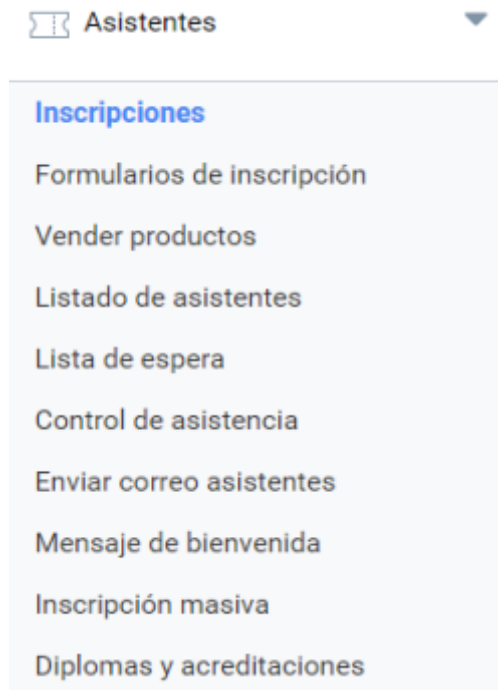 Asistentes
Inscripciones
Formularios de inscripción
Vender productos
Listado de asistentes
Lista de espera
Control de asistencia
Enviar correo asistentes
Mensaje de bienvenida
Inscripción masiva
Diplomas y acreditaciones